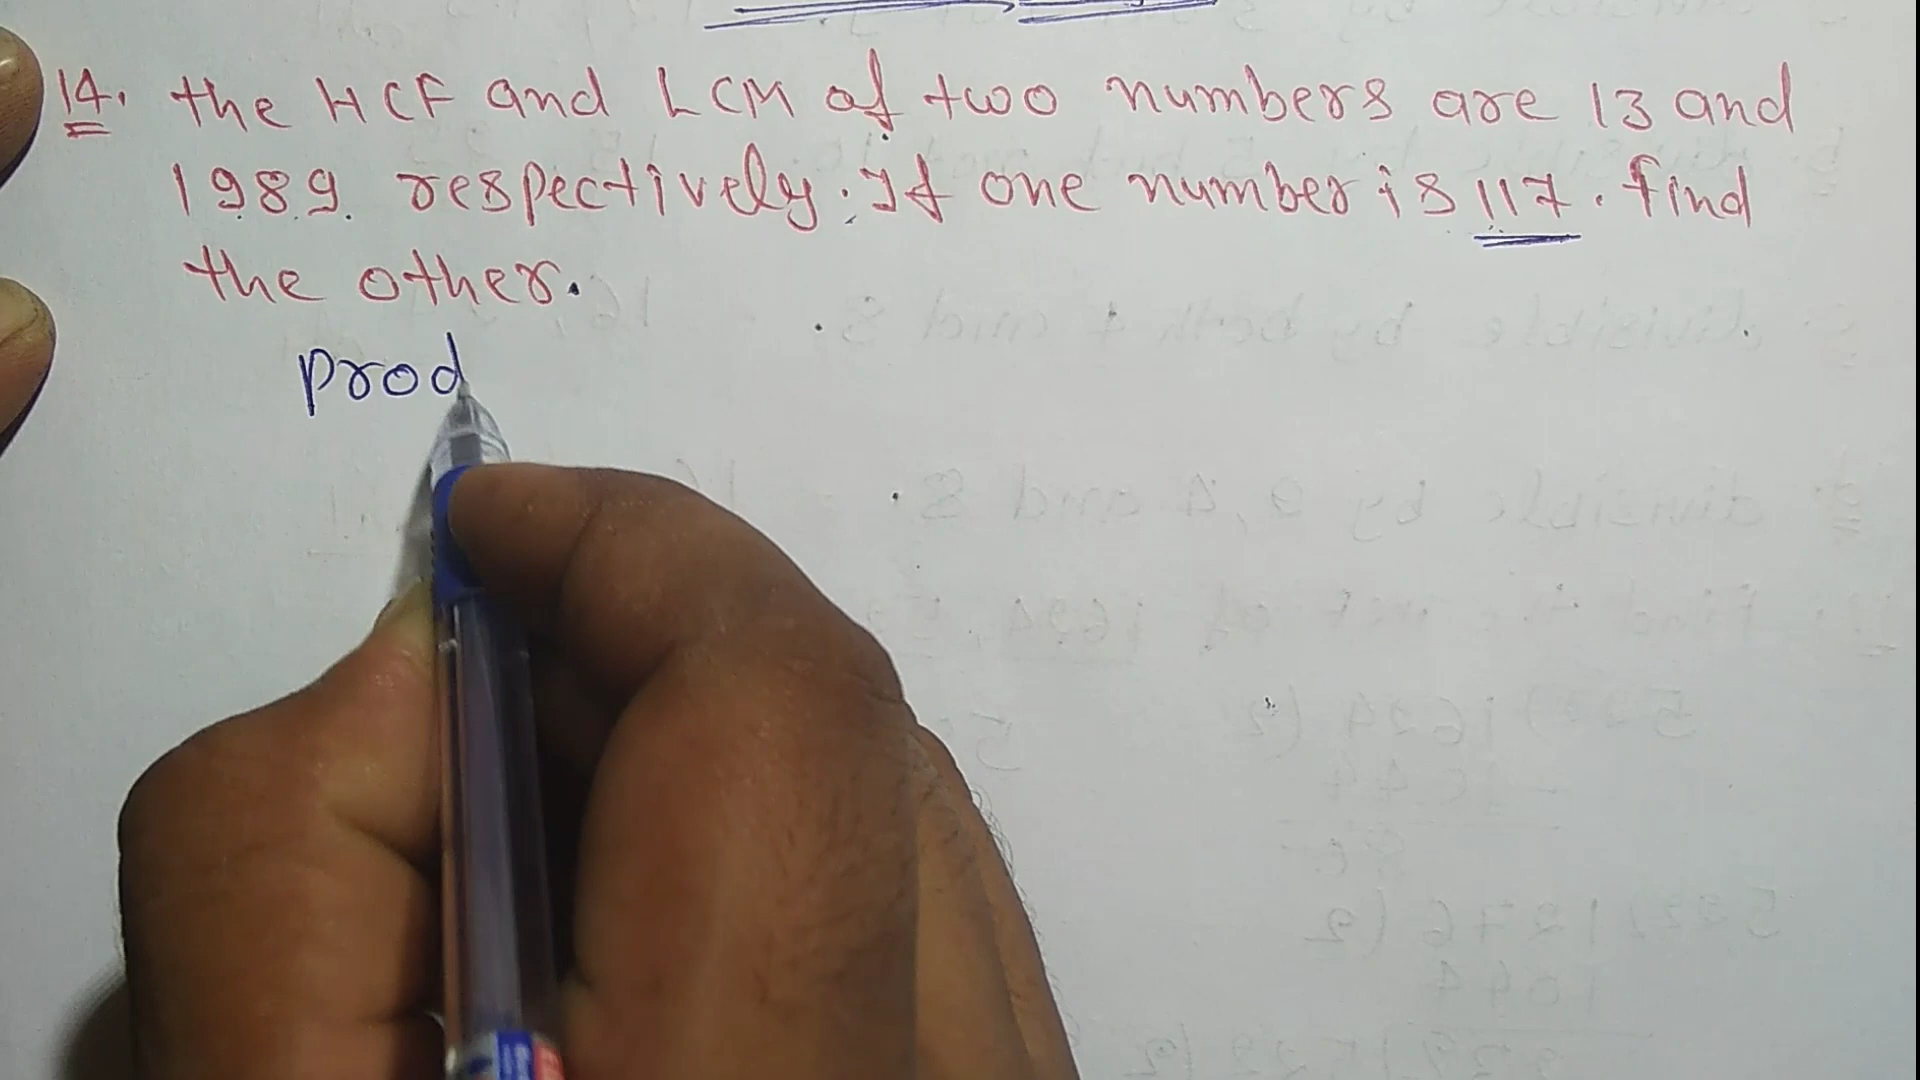 14. the HCF and LCM of two numbers are 13 and
1989 respectively. If one number is 117. find
the other.
prod